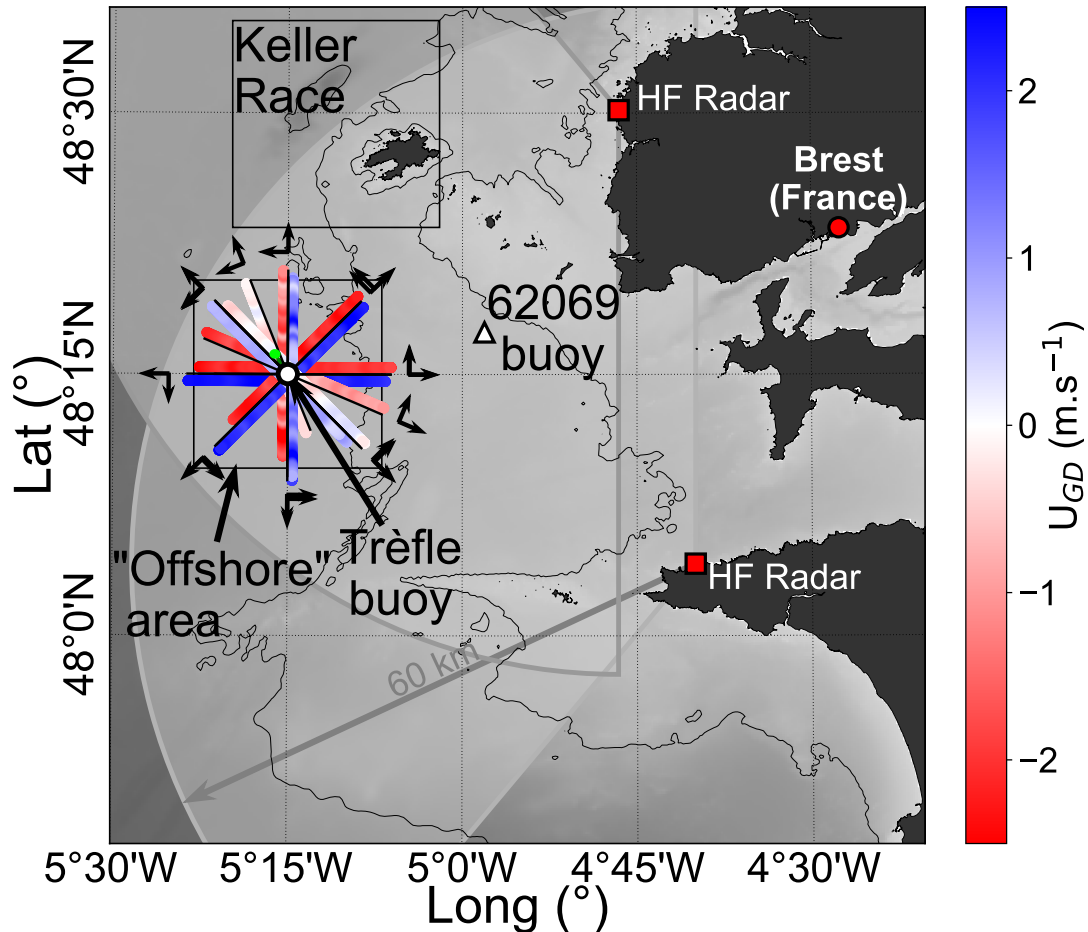 Keller
Race
HF Radar
Brest
(France)
62069
buoy
"Offshore"
area
Trèfle
buoy
HF Radar
60 km
48°30'N
48°15'N
48°0'N
Lat (°)
5°30'W 5°15'W 5°0'W 4°45'W 4°30'W
Long (°)
2
1
0
−1
−2
U_GD (m.s⁻¹)